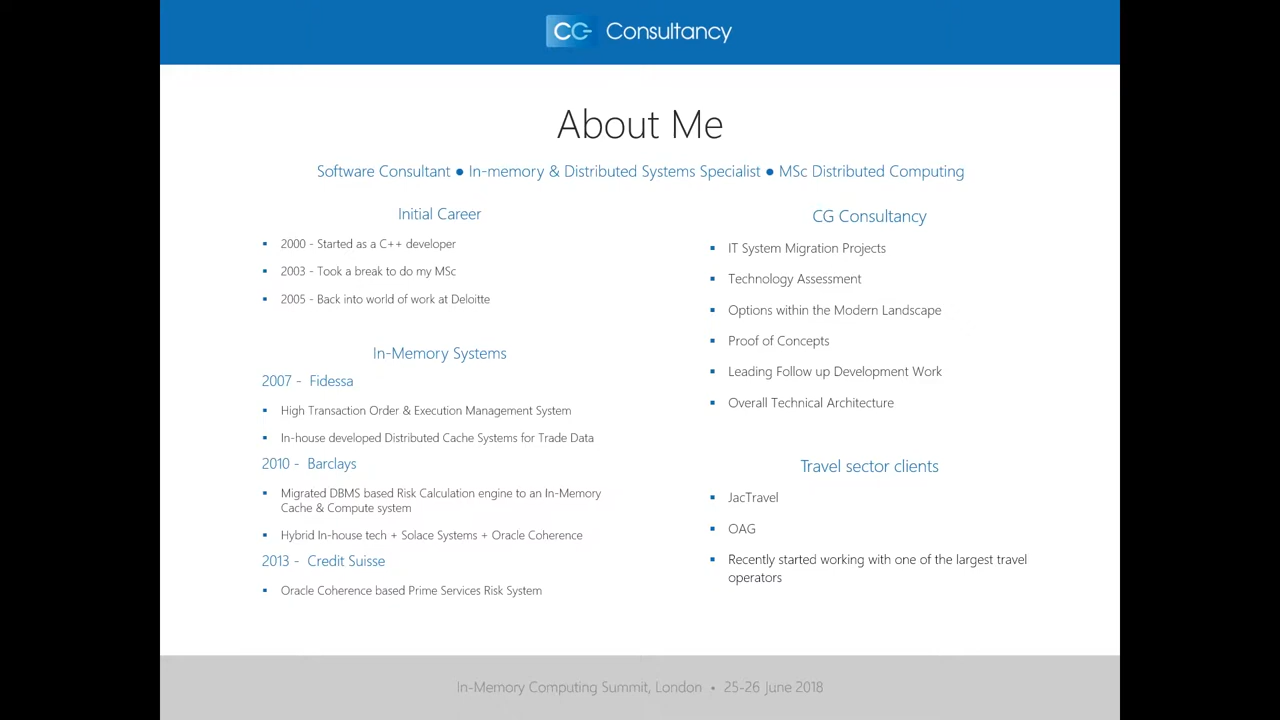 CG Consultancy
About Me
Software Consultant ● In-memory & Distributed Systems Specialist ● MSc Distributed Computing
Initial Career
▪ 2000 - Started as a C++ developer
▪ 2003 - Took a break to do my MSc
▪ 2005 - Back into world of work at Deloitte
In-Memory Systems
2007 - Fidessa
▪ High Transaction Order & Execution Management System
▪ In-house developed Distributed Cache Systems for Trade Data
2010 - Barclays
▪ Migrated DBMS based Risk Calculation engine to an In-Memory
Cache & Compute system
▪ Hybrid In-house tech + Solace Systems + Oracle Coherence
2013 - Credit Suisse
▪ Oracle Coherence based Prime Services Risk System
CG Consultancy
▪ IT System Migration Projects
▪ Technology Assessment
▪ Options within the Modern Landscape
▪ Proof of Concepts
▪ Leading Follow up Development Work
▪ Overall Technical Architecture
Travel sector clients
▪ JacTravel
▪ OAG
▪ Recently started working with one of the largest travel
operators
In-Memory Computing Summit, London • 25-26 June 2018